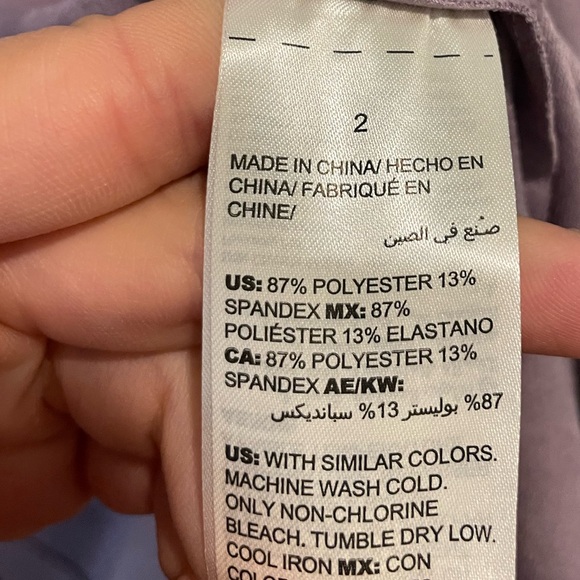 2
MADE IN CHINA/ HECHO EN
CHINA/ FABRIQUÉ EN
CHINE/
صُنع في الصين
US: 87% POLYESTER 13%
SPANDEX MX: 87%
POLIÉSTER 13% ELASTANO
CA: 87% POLYESTER 13%
SPANDEX AE/KW:
87% بوليستر 13% سبانديكس
US: WITH SIMILAR COLORS.
MACHINE WASH COLD.
ONLY NON-CHLORINE
BLEACH. TUMBLE DRY LOW.
COOL IRON MX: CON